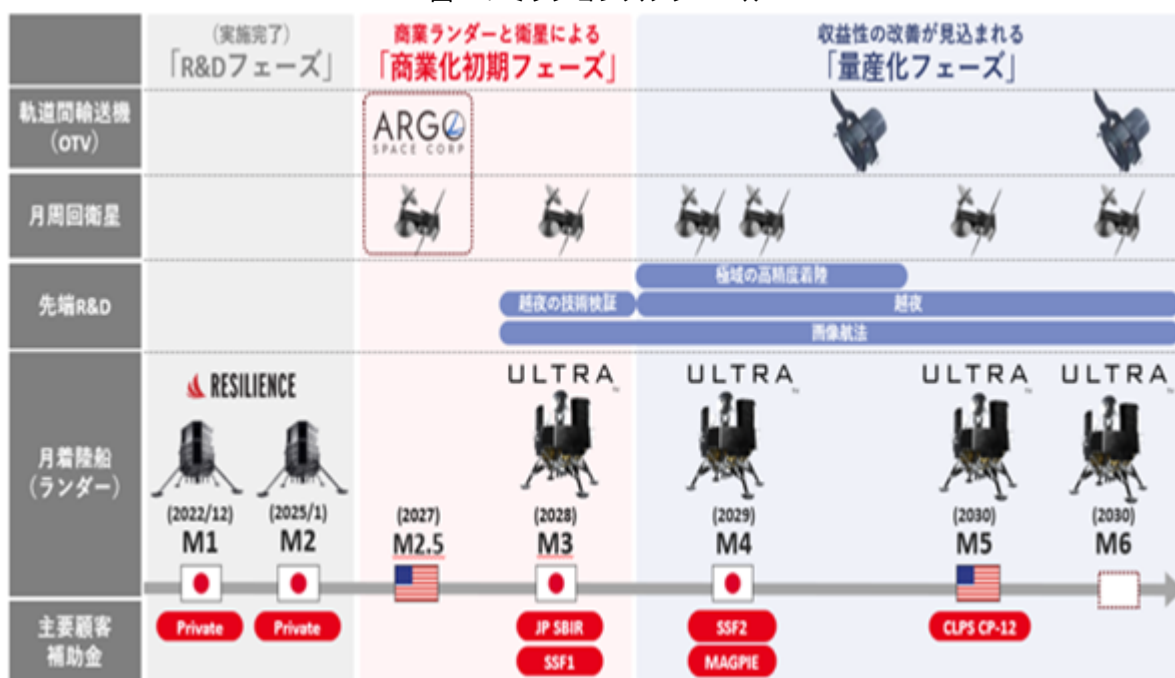 (実施完了)
「R&Dフェーズ」
商業ランダーと衛星による
「商業化初期フェーズ」
収益性の改善が見込まれる
「量産化フェーズ」
軌道間輸送機
(OTV)
ARGO
SPACE CORP
月周回衛星
先端R&D
極域の高精度着陸
越夜の技術検証
越夜
画像航法
月着陸船
(ランダー)
RESILIENCE
ULTRA
ULTRA
ULTRA
ULTRA
(2022/12)
(2025/1)
(2027)
(2028)
(2029)
(2030)
(2030)
M1
M2
M2.5
M3
M4
M5
M6
主要顧客
補助金
Private
Private
JP SBIR
SSF2
CLPS CP-12
SSF1
MAGPIE